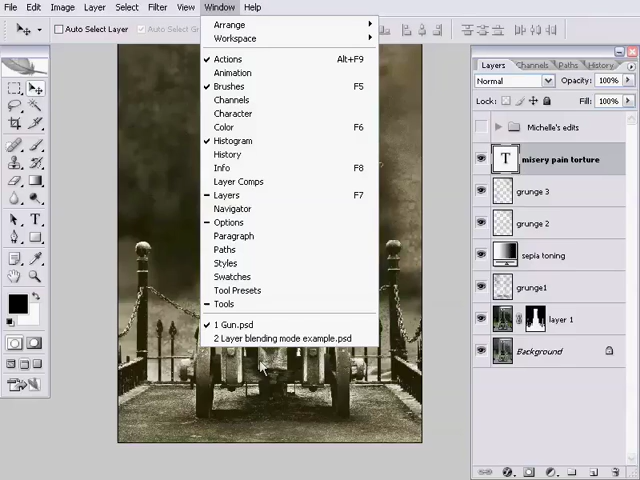 File Edit Image Layer Select Filter View Window Help
Auto Select Layer
Arrange
Workspace
Actions Alt+F9
Animation
Brushes F5
Channels
Character
Color F6
Histogram
History
Info F8
Layer Comps
Layers F7
Navigator
Options
Paragraph
Paths
Styles
Swatches
Tool Presets
Tools
1 Gun.psd
2 Layer blending mode example.psd
Layers Channels Paths History
Normal Opacity: 100%
Lock: Fill: 100%
Michelle's edits
T misery pain torture
grunge 3
grunge 2
sepia toning
grunge1
layer 1
Background